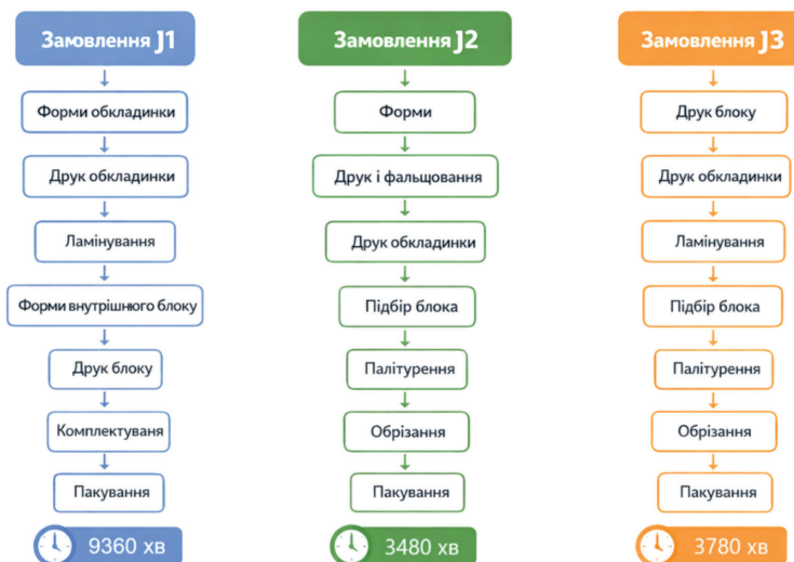 Замовлення J1
Форми обкладинки
Друк обкладинки
Ламінування
Форми внутрішного блоку
Друк блоку
Комплектуваня
Пакування
9360 хв
Замовлення J2
Форми
Друк і фальщовання
Друк обкладинки
Підбір блока
Палітурення
Обрізання
Пакування
3480 хв
Замовлення J3
Друк блоку
Друк обкладинки
Ламінування
Підбір блока
Палітурення
Обрізання
Пакування
3780 хв